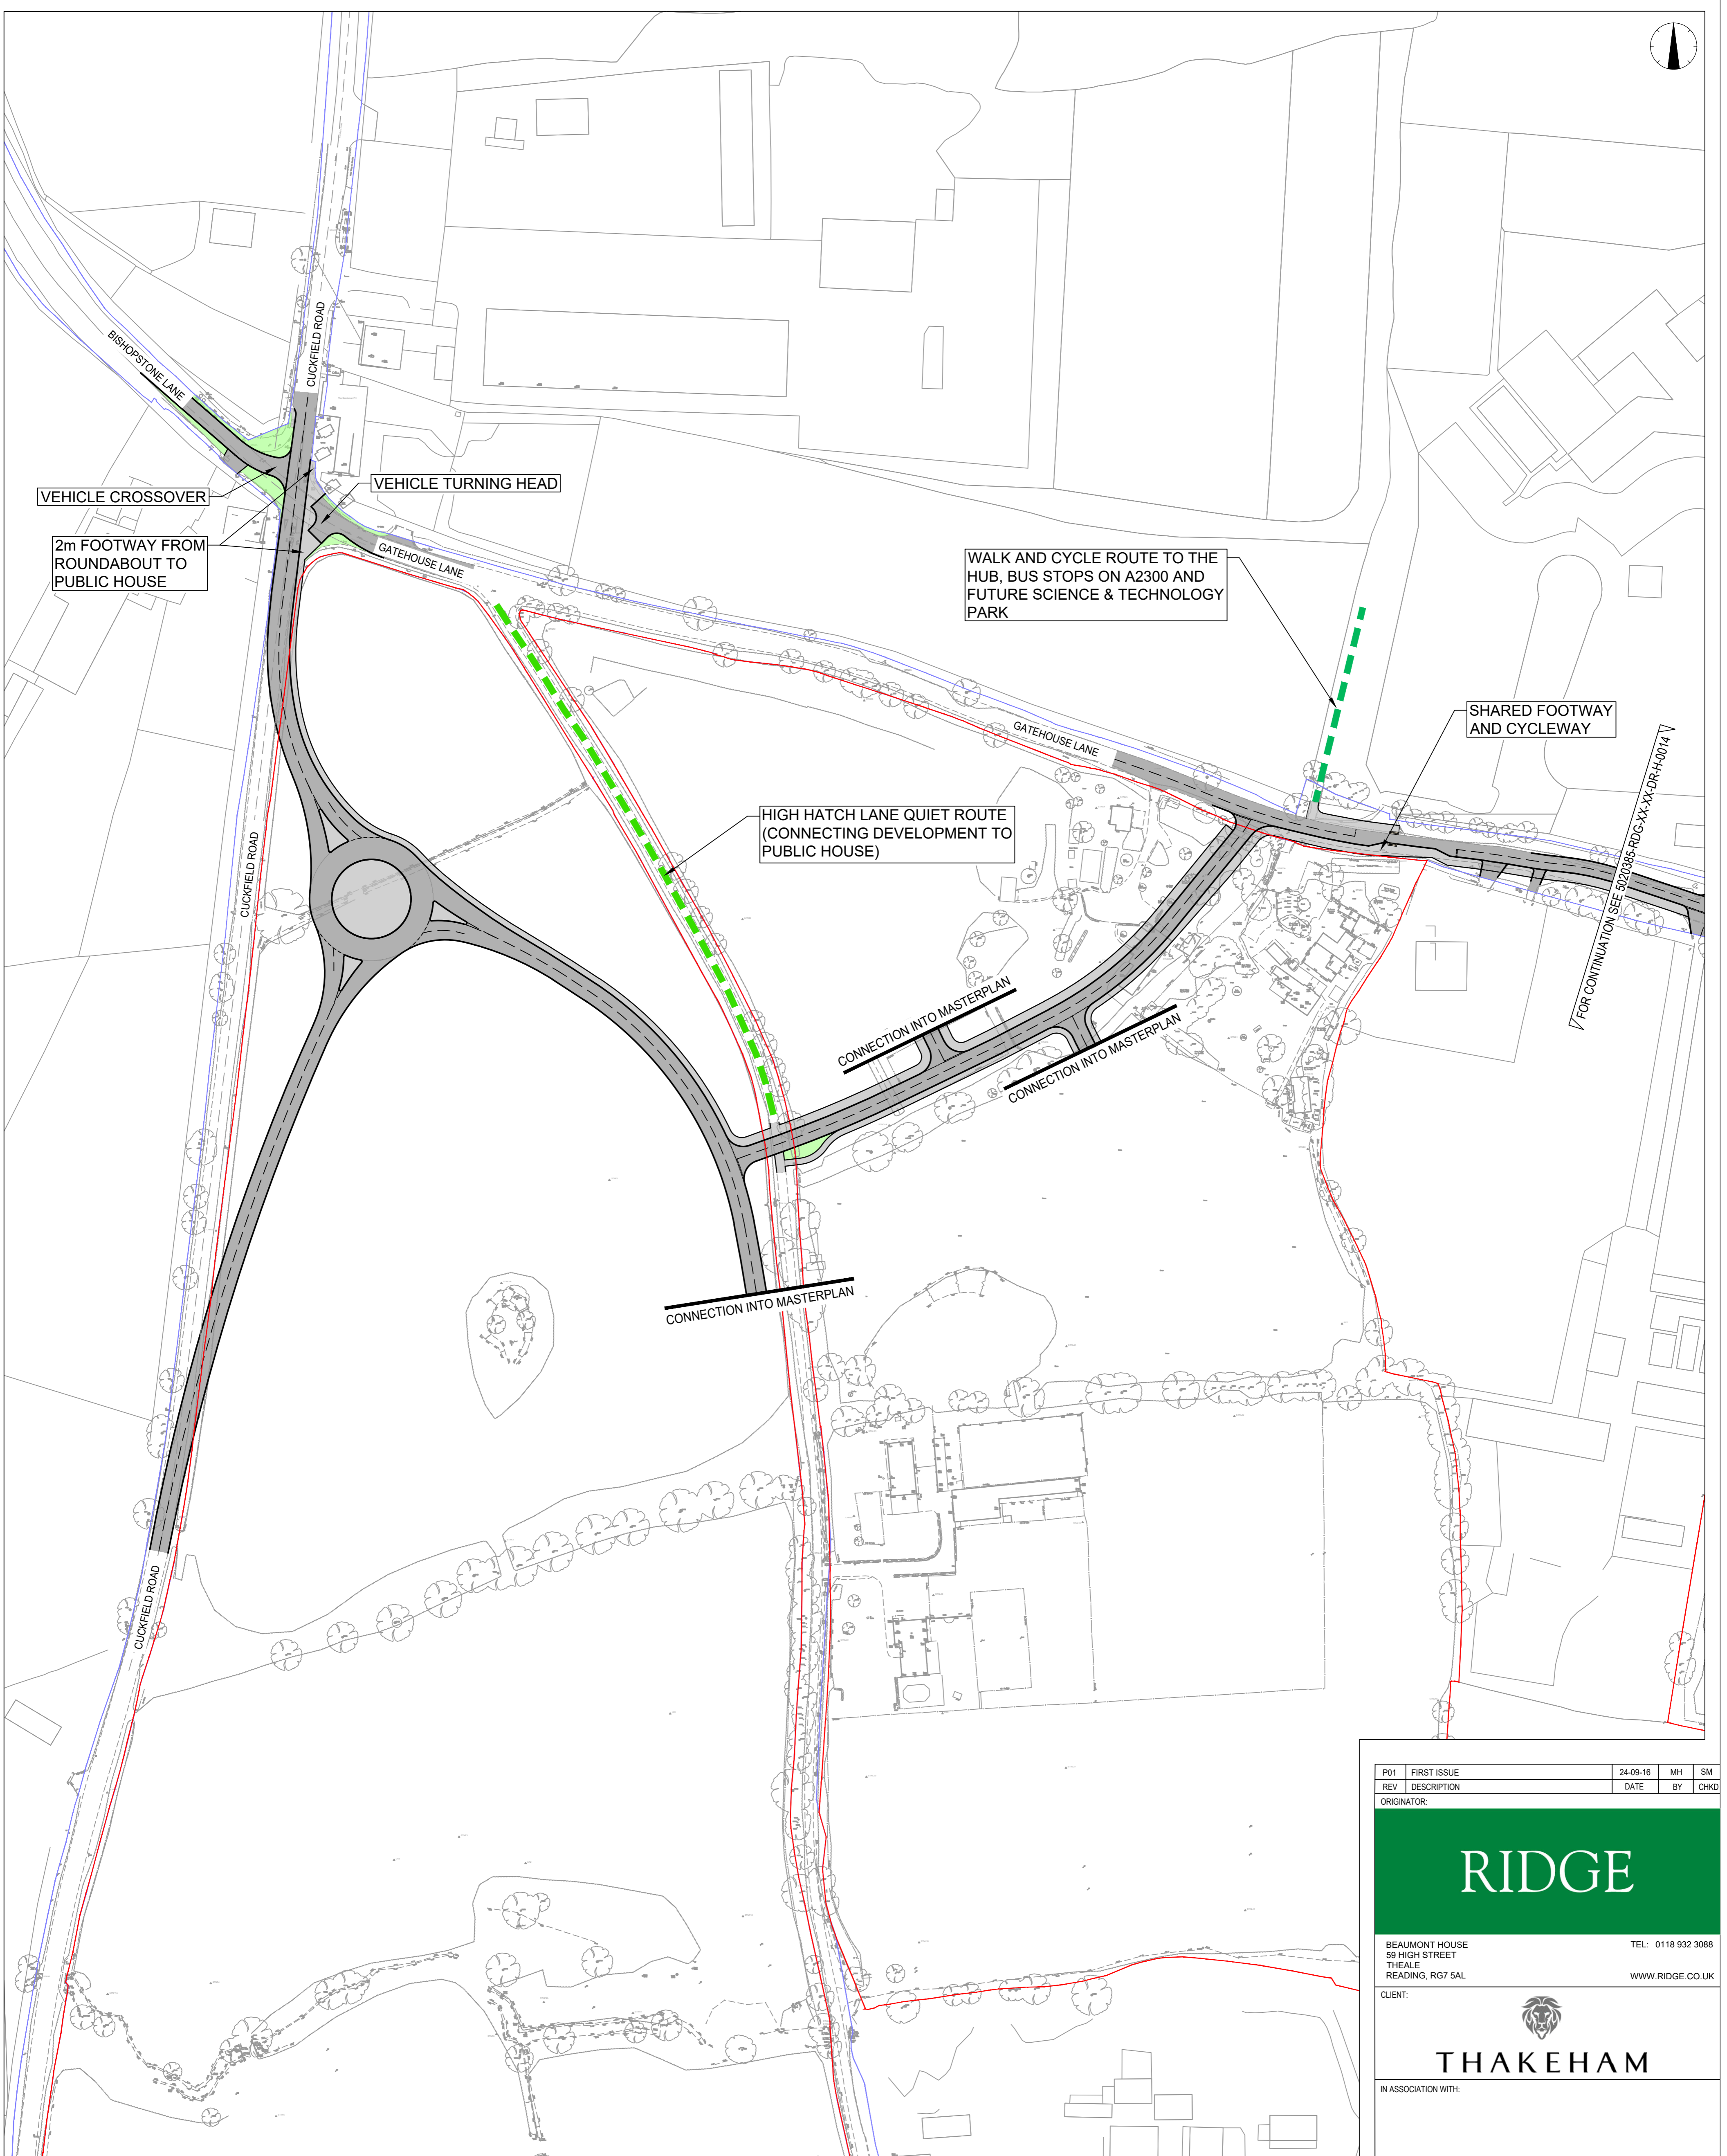 CUCKFIELD ROAD
BISHOPSTONE LANE
VEHICLE CROSSOVER
VEHICLE TURNING HEAD
2m FOOTWAY FROM
ROUNDABOUT TO
PUBLIC HOUSE
GATEHOUSE LANE
WALK AND CYCLE ROUTE TO THE
HUB, BUS STOPS ON A2300 AND
FUTURE SCIENCE & TECHNOLOGY
PARK
SHARED FOOTWAY
AND CYCLEWAY
GATEHOUSE LANE
FOR CONTINUATION SEE 5020385-RDG-XX-XX-DR-H-0014
HIGH HATCH LANE QUIET ROUTE
(CONNECTING DEVELOPMENT TO
PUBLIC HOUSE)
CUCKFIELD ROAD
CONNECTION INTO MASTERPLAN
CONNECTION INTO MASTERPLAN
CONNECTION INTO MASTERPLAN
CUCKFIELD ROAD
P01 FIRST ISSUE 24-09-16 MH SM
REV DESCRIPTION DATE BY CHKD
ORIGINATOR:
RIDGE
BEAUMONT HOUSE
59 HIGH STREET
THEALE
READING, RG7 5AL
TEL: 0118 932 3088
WWW.RIDGE.CO.UK
CLIENT:
THAKEHAM
IN ASSOCIATION WITH: